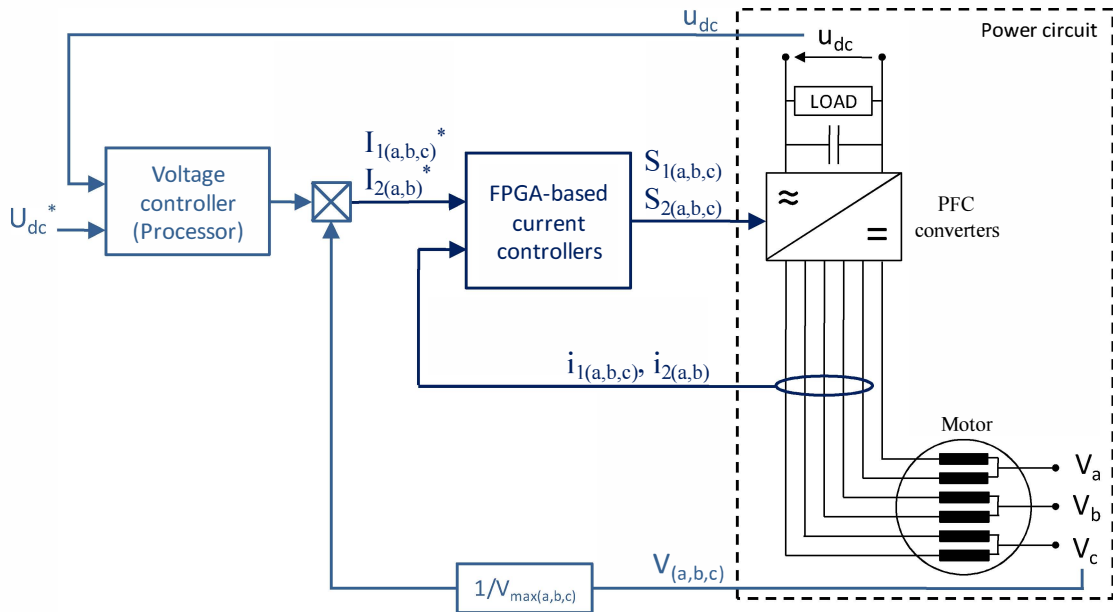 u_dc
Power circuit
u_dc
LOAD
I_1(a,b,c)*
I_2(a,b)*
S_1(a,b,c)
S_2(a,b,c)
Voltage
controller
(Processor)
FPGA-based
current
controllers
≈
=
PFC
converters
U_dc*
i_1(a,b,c), i_2(a,b)
Motor
V_a
V_b
V_c
V_(a,b,c)
1/V_max(a,b,c)